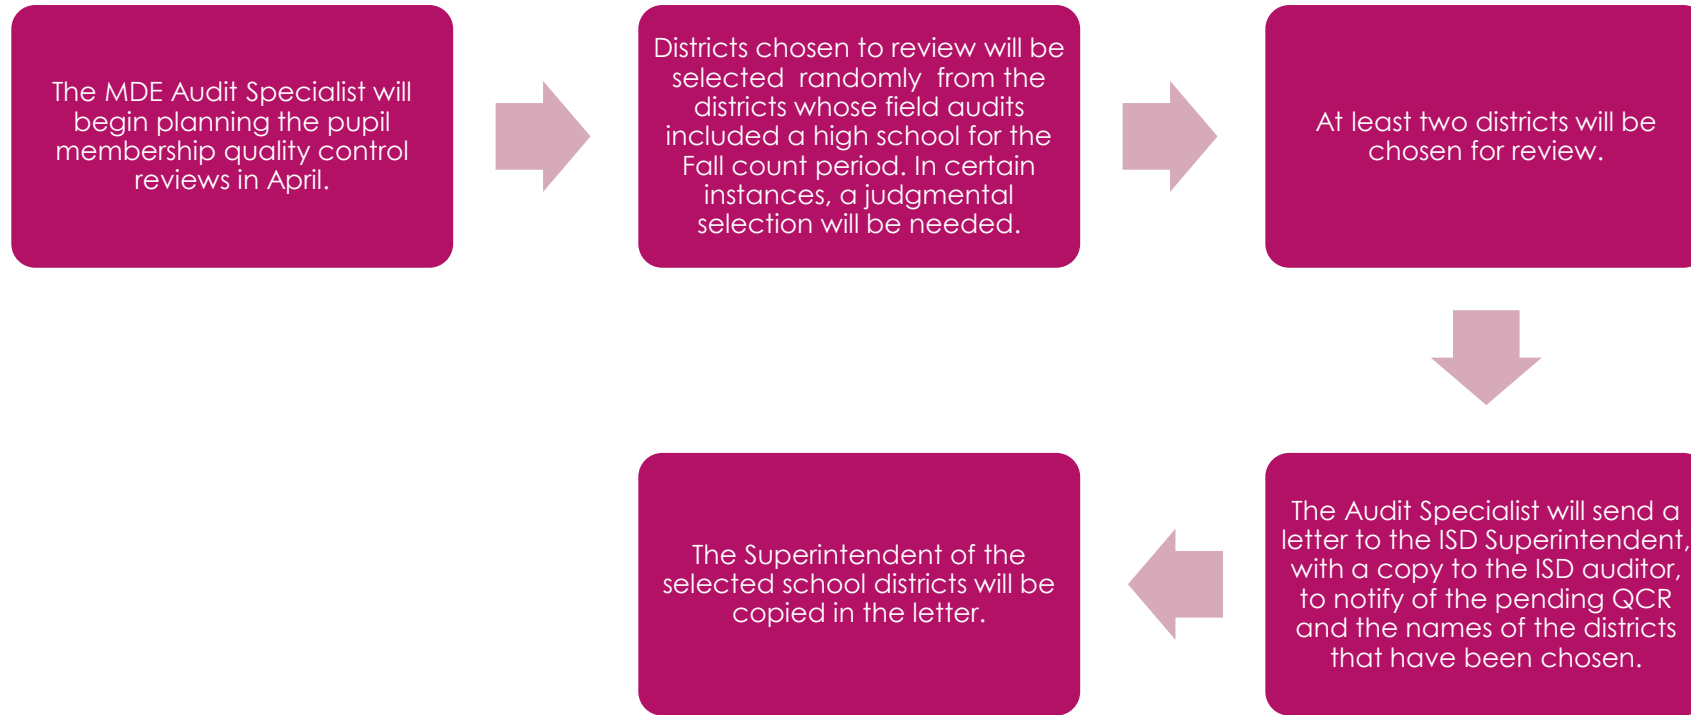 The MDE Audit Specialist will
begin planning the pupil
membership quality control
reviews in April.
Districts chosen to review will be
selected  randomly  from the
districts whose field audits
included a high school for the
Fall count period. In certain
instances, a judgmental
selection will be needed.
At least two districts will be
chosen for review.
The Audit Specialist will send a
letter to the ISD Superintendent,
with a copy to the ISD auditor,
to notify of the pending QCR
and the names of the districts
that have been chosen.
The Superintendent of the
selected school districts will be
copied in the letter.